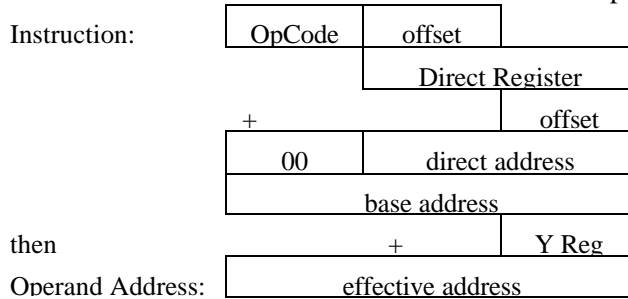 Instruction: OpCode offset
Direct Register
+ offset
00 direct address
base address
then + Y Reg
Operand Address: effective address